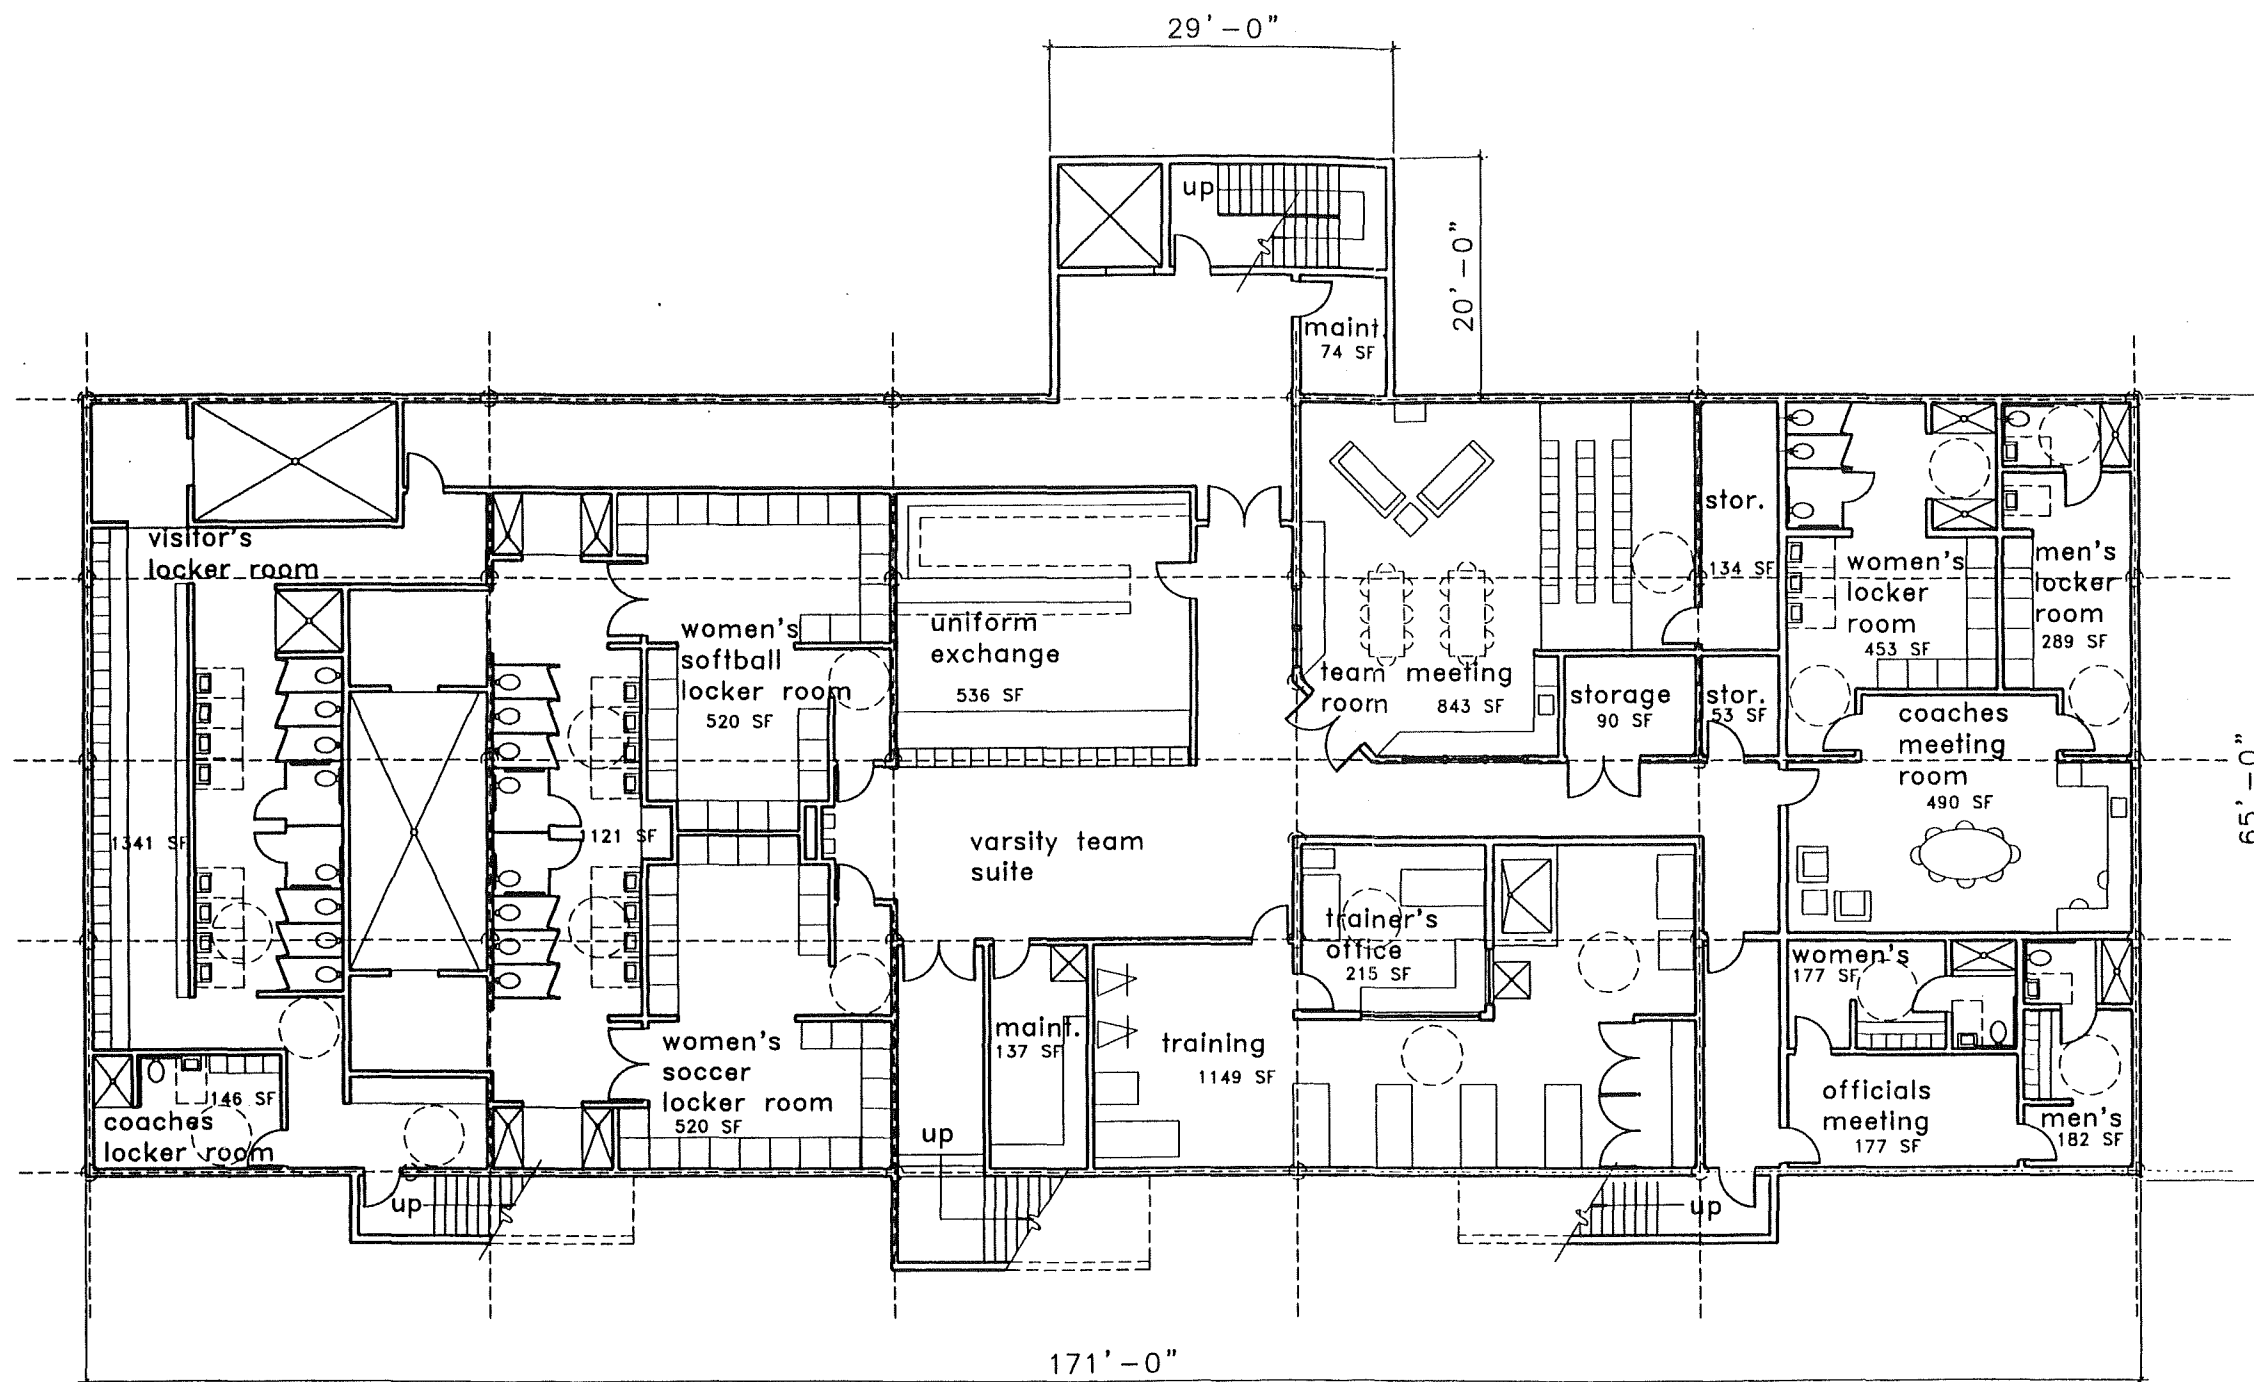 29'-0"
up
20'-0"
maint.
74 SF
visitor's
locker room
1341 SF
women's
softball
locker room
520 SF
uniform
exchange
536 SF
team meeting
room
843 SF
stor.
134 SF
storage
90 SF
stor.
53 SF
women's
locker
room
453 SF
men's
locker
room
289 SF
coaches
meeting
room
490 SF
65'-0"
1121 SF
varsity team
suite
trainer's
office
215 SF
women's
177 SF
maint.
137 SF
training
1149 SF
women's
soccer
locker room
520 SF
146 SF
coaches
locker room
up
officials
meeting
177 SF
men's
182 SF
up
up
171'-0"